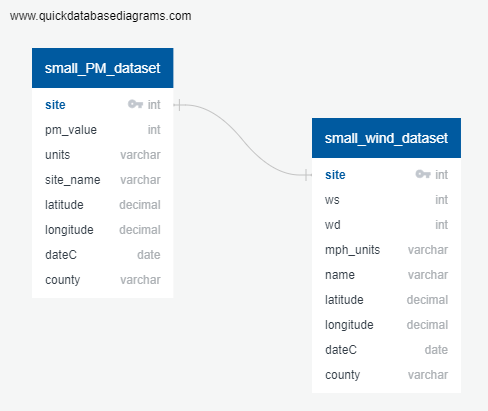 www.quickdatabasediagrams.com
small_PM_dataset
site int
pm_value int
units varchar
site_name varchar
latitude decimal
longitude decimal
dateC date
county varchar
small_wind_dataset
site int
ws int
wd int
mph_units varchar
name varchar
latitude decimal
longitude decimal
dateC date
county varchar